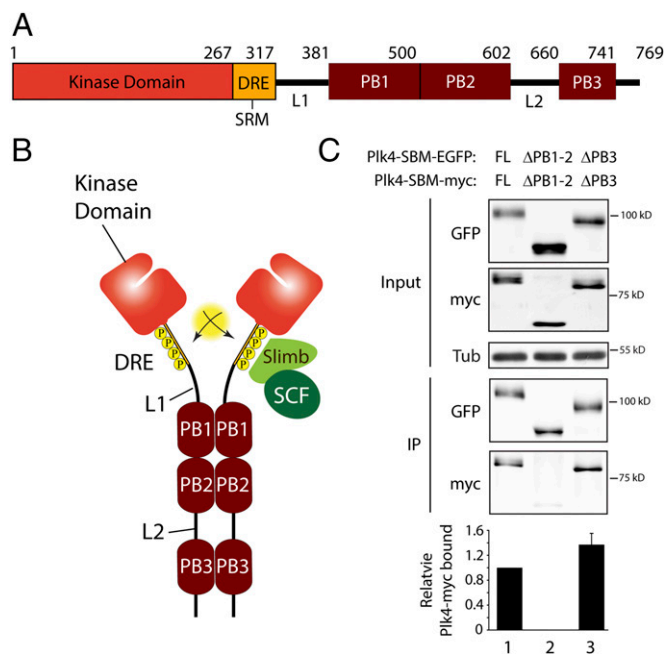 A
1 267 317 381 500 602 660 741 769
Kinase Domain DRE PB1 PB2 PB3
SRM L1 L2
B
Kinase
Domain
P P
P P
P P
P P
DRE
Slimb
SCF
L1
PB1 PB1
PB2 PB2
L2
PB3 PB3
C
Plk4-SBM-EGFP: FL ΔPB1-2 ΔPB3
Plk4-SBM-myc: FL ΔPB1-2 ΔPB3
Input
GFP
100 kD
myc
75 kD
Tub
55 kD
IP
GFP
100 kD
myc
75 kD
Relatvie
Plk4-myc bound
1.6
1.2
0.8
0.4
0
1 2 3